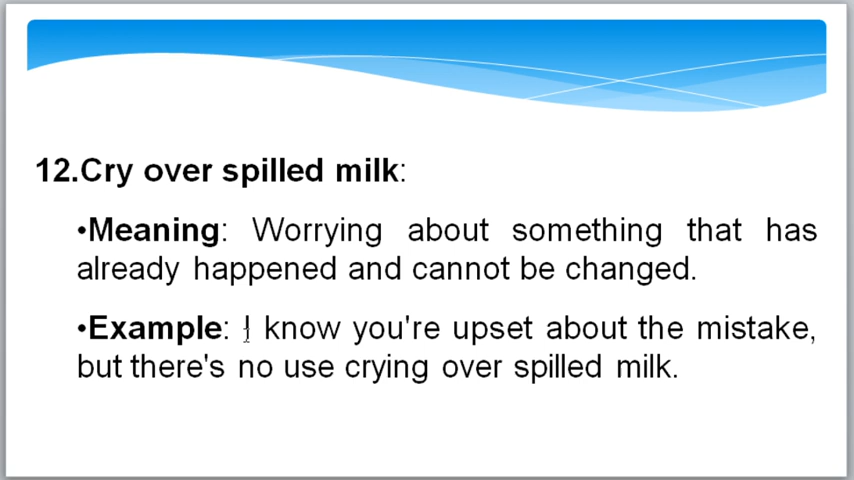 12.Cry over spilled milk:
•Meaning: Worrying about something that has
already happened and cannot be changed.
•Example: I know you're upset about the mistake,
but there's no use crying over spilled milk.